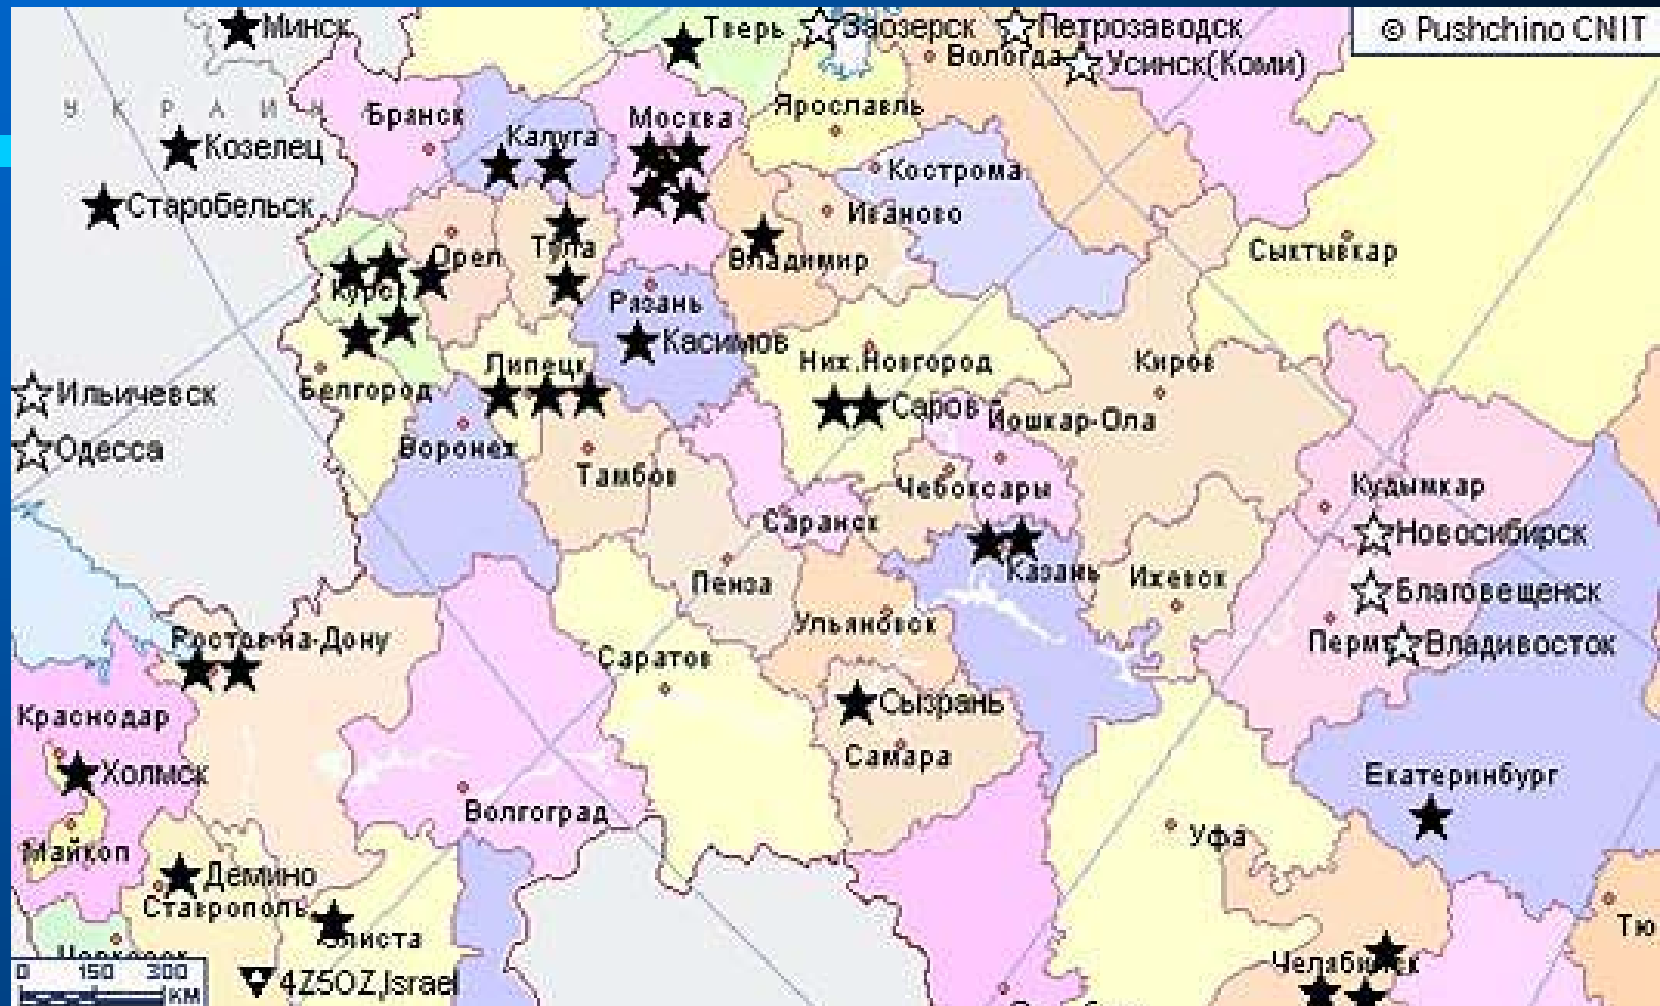 Минск
Тверь
Заозерск
Петрозаводск
© Pushchino CNIT
Вологда
Усинск(Коми)
У К Р А И Н
Брянск
Калуга
Москва
Ярославль
Козелец
Кострома
Старобельск
Иваново
Орел
Тула
Владимир
Сыктывкар
Курск
Рязань
Касимов
Липецк
Них.Новгород
Киров
Белгород
Ильичевск
Саров
Йошкар-Ола
Одесса
Воронеж
Тамбов
Чебоксары
Кудымкар
Саранск
Новосибирск
Пенза
Казань
Ижевск
Благовещенск
Ростов-на-Дону
Ульяновск
Пермь
Владивосток
Саратов
Краснодар
Сызрань
Самара
Холмск
Екатеринбург
Волгоград
Уфа
Майкоп
Демино
Ставрополь
Элиста
Тю
Челябинск
0 150 300
КМ
4Z5OZ,Israel